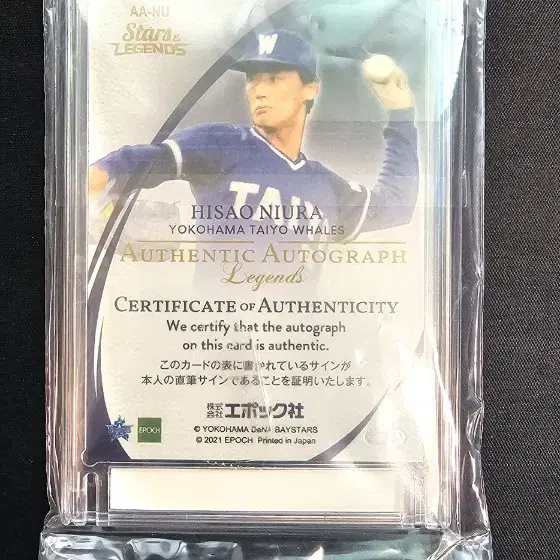 AA-NU
Stars &
LEGENDS
W
TAIY
HISAO NIURA
YOKOHAMA TAIYO WHALES
AUTHENTIC AUTOGRAPH
Legends
CERTIFICATE OF AUTHENTICITY
We certify that the autograph
on this card is authentic.
このカードの表に書かれているサインが
本人の直筆サインであることを証明いたします。
株式会社 エポック社
EPOCH
© YOKOHAMA DeNA BAYSTARS
© 2021 EPOCH Printed in Japan